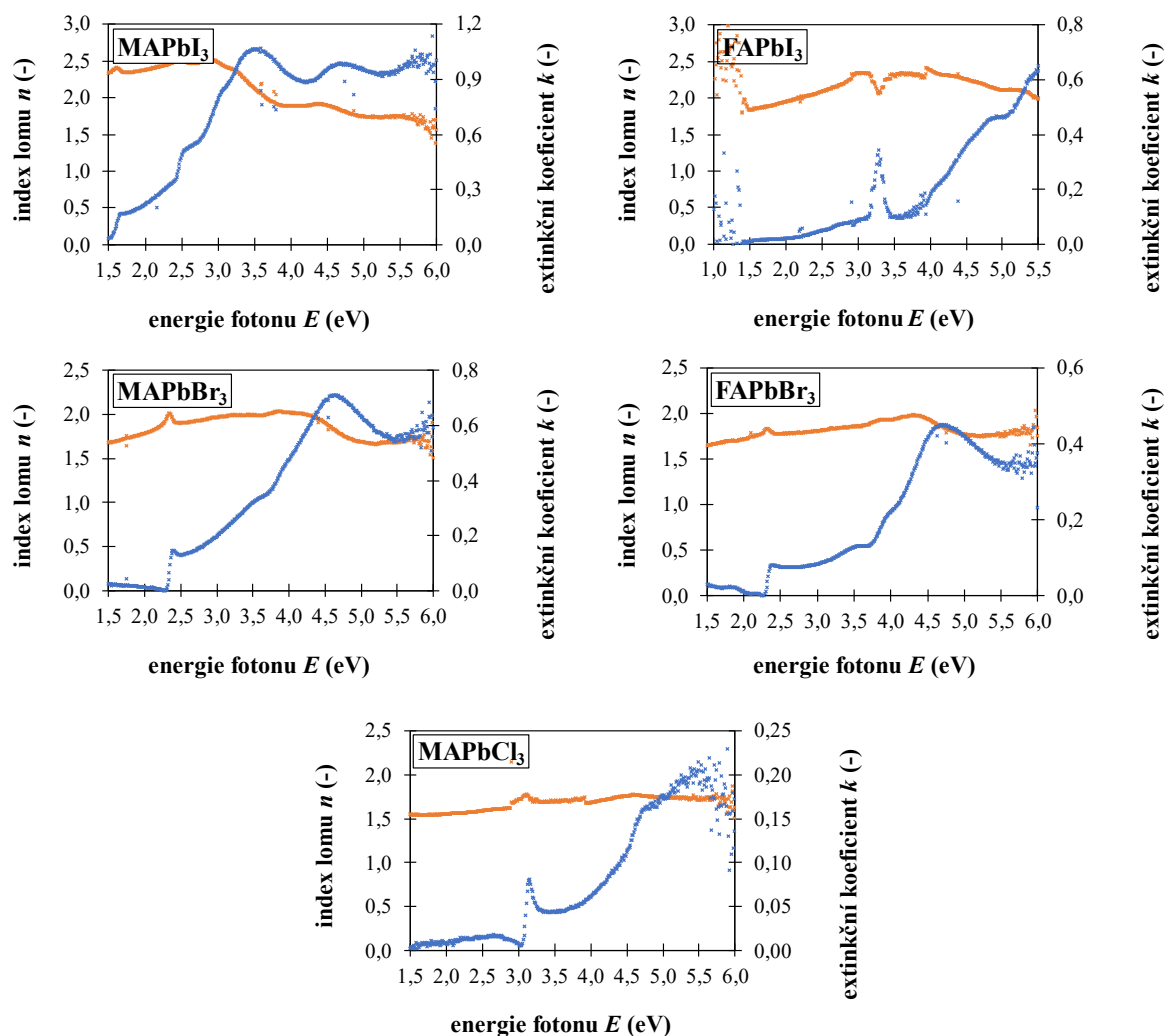 MAPbI₃
index lomu n (-)
3,0
2,5
2,0
1,5
1,0
0,5
0,0
1,2
0,9
0,6
0,3
0,0
extinkční koeficient k (-)
1,5 2,0 2,5 3,0 3,5 4,0 4,5 5,0 5,5 6,0
energie fotonu E (eV)
FAPbI₃
index lomu n (-)
3,0
2,5
2,0
1,5
1,0
0,5
0,0
0,8
0,6
0,4
0,2
0,0
extinkční koeficient k (-)
1,0 1,5 2,0 2,5 3,0 3,5 4,0 4,5 5,0 5,5
energie fotonu E (eV)
MAPbBr₃
index lomu n (-)
2,5
2,0
1,5
1,0
0,5
0,0
0,8
0,6
0,4
0,2
0,0
extinkční koeficient k (-)
1,5 2,0 2,5 3,0 3,5 4,0 4,5 5,0 5,5 6,0
energie fotonu E (eV)
FAPbBr₃
index lomu n (-)
2,5
2,0
1,5
1,0
0,5
0,0
0,6
0,4
0,2
0,0
extinkční koeficient k (-)
1,5 2,0 2,5 3,0 3,5 4,0 4,5 5,0 5,5 6,0
energie fotonu E (eV)
MAPbCl₃
index lomu n (-)
2,5
2,0
1,5
1,0
0,5
0,0
0,25
0,20
0,15
0,10
0,05
0,00
extinkční koeficient k (-)
1,5 2,0 2,5 3,0 3,5 4,0 4,5 5,0 5,5 6,0
energie fotonu E (eV)